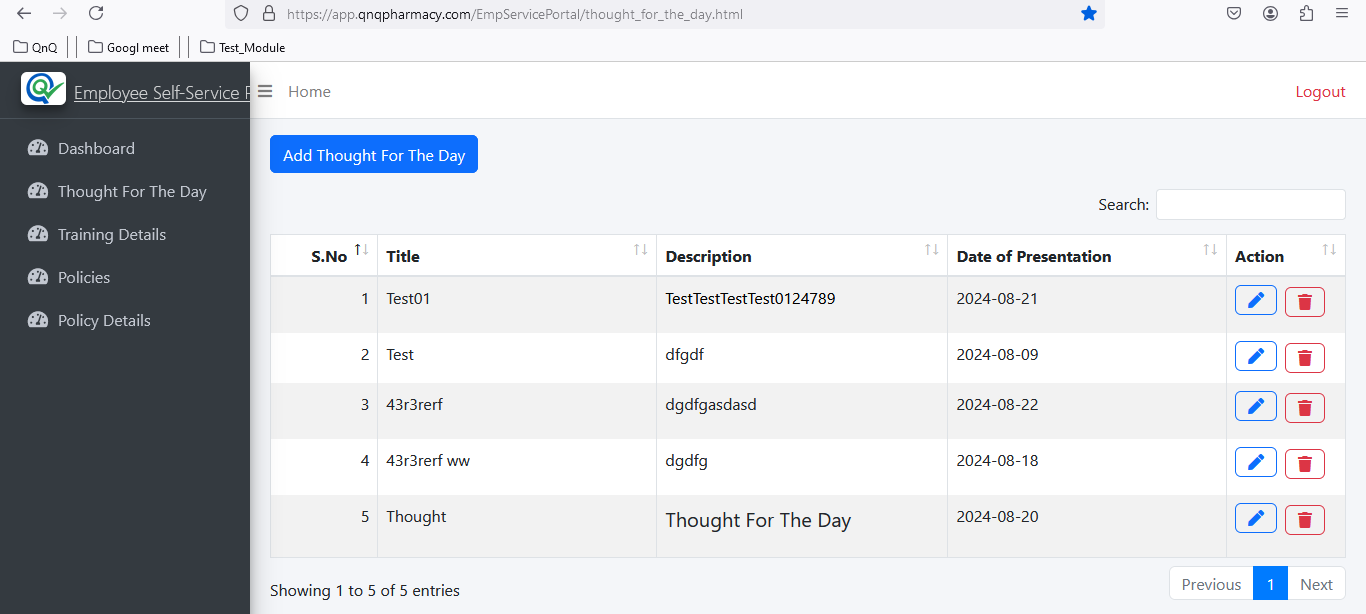 https://app.qnqpharmacy.com/EmpServicePortal/thought_for_the_day.html
QnQ Googl meet Test_Module
Employee Self-Service P
Home Logout
Dashboard
Thought For The Day
Training Details
Policies
Policy Details
Add Thought For The Day
Search:
S.No Title Description Date of Presentation Action
1 Test01 TestTestTestTest0124789 2024-08-21
2 Test dfgdf 2024-08-09
3 43r3rerf dgdfgasdasd 2024-08-22
4 43r3rerf ww dgdfg 2024-08-18
5 Thought Thought For The Day 2024-08-20
Showing 1 to 5 of 5 entries
Previous 1 Next